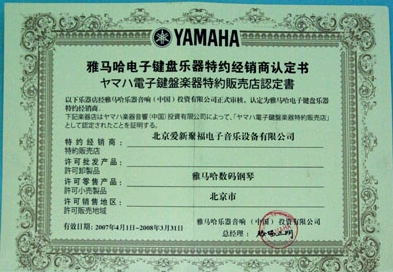 YAMAHA
雅马哈电子键盘乐器特约经销商认定书
ヤマハ電子鍵盤楽器特約販売店認定書
以下乐器店经雅马哈乐器音响（中国）投资有限公司正式审核，认定为雅马哈电子键盘乐器
特约经销商。
下記楽器店はヤマハ楽器音響（中国）投資有限公司によって、「ヤマハ電子鍵盤楽器特約販売店」
として認定されたことを証明する。
特约经销商： 北京爱新聚福电子音乐设备有限公司
特約販売店
许可批发产品：
許可卸製品
许可零售产品： 雅马哈数码钢琴
許可小売製品
许可销售地区： 北京市
許可販売地域
雅马哈乐器音响（中国）投资有限公司
有效日期：2007年4月1日-2008年3月31日
总经理：